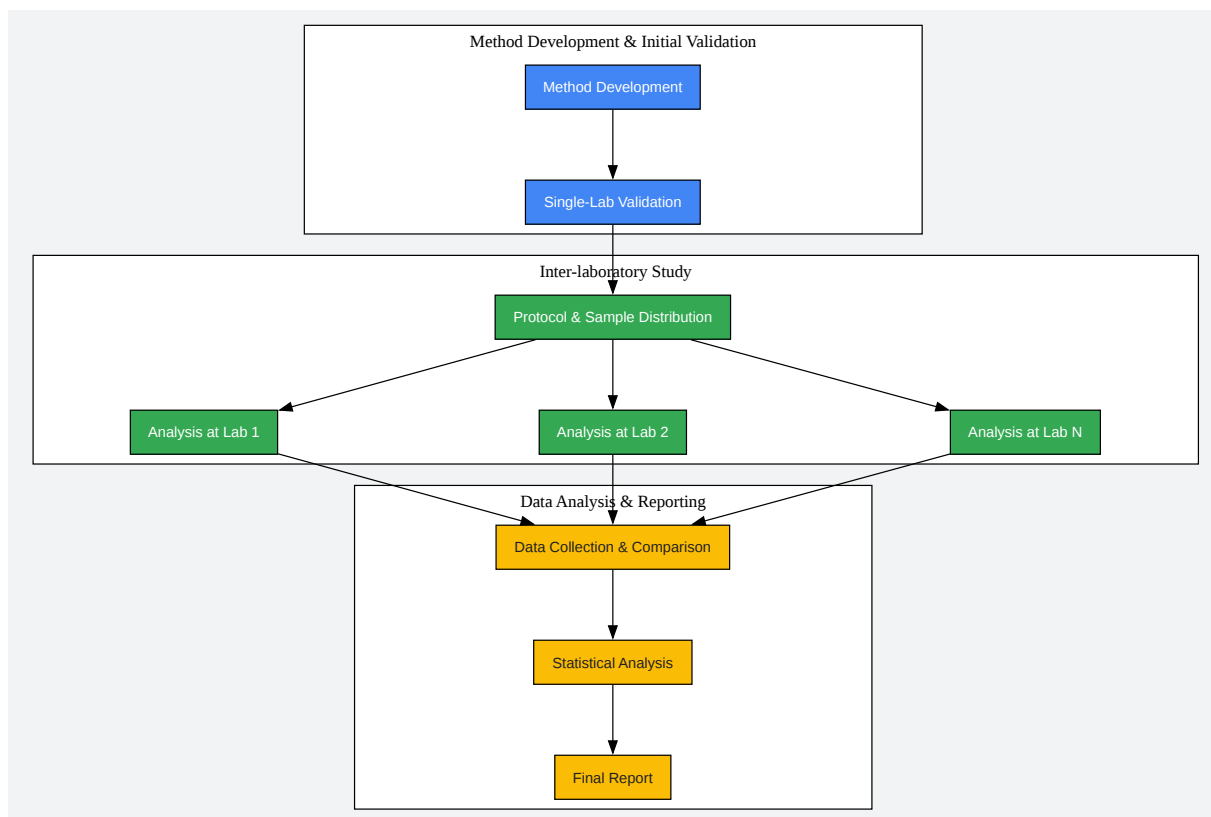 Method Development & Initial Validation
Method Development
Single-Lab Validation
Inter-laboratory Study
Protocol & Sample Distribution
Analysis at Lab 1
Analysis at Lab 2
Analysis at Lab N
Data Analysis & Reporting
Data Collection & Comparison
Statistical Analysis
Final Report